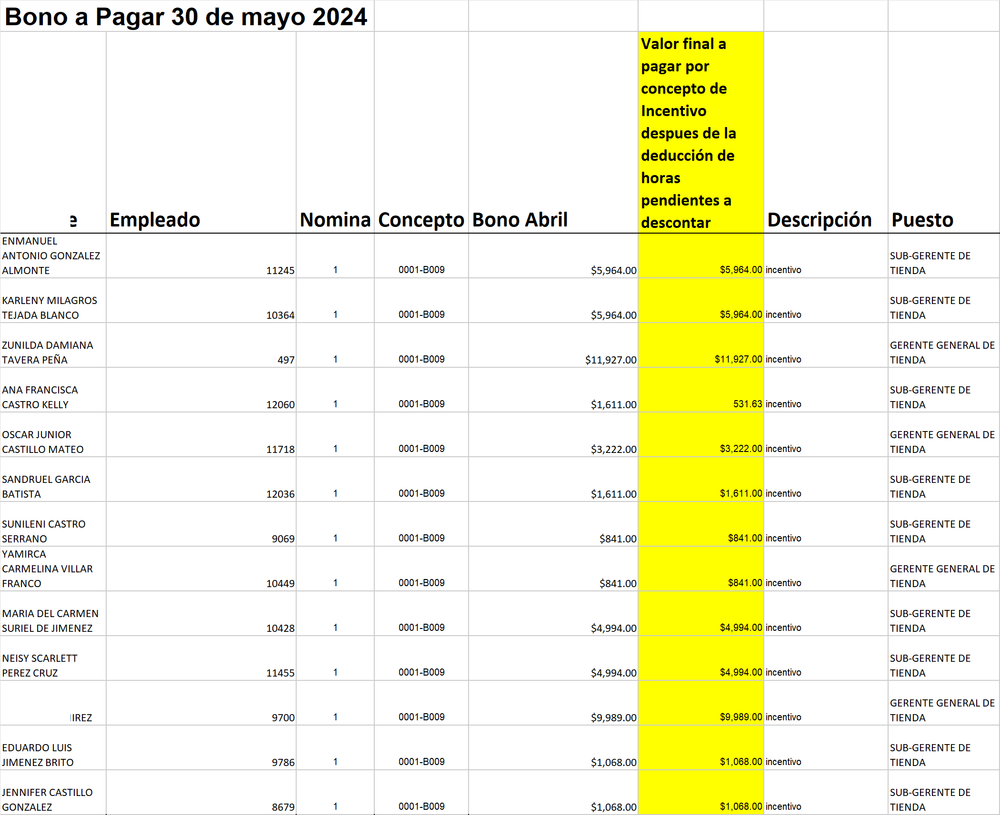 Bono a Pagar 30 de mayo 2024
Empleado Nomina Concepto Bono Abril Valor final a
pagar por
concepto de
Incentivo
despues de la
deducción de
horas
pendientes a
descontar Descripción Puesto
ENMANUEL
ANTONIO GONZALEZ
ALMONTE 11245 1 0001-B009 $5,964.00 $5,964.00 incentivo SUB-GERENTE DE
TIENDA
KARLENY MILAGROS
TEJADA BLANCO 10364 1 0001-B009 $5,964.00 $5,964.00 incentivo SUB-GERENTE DE
TIENDA
ZUNILDA DAMIANA
TAVERA PEÑA 497 1 0001-B009 $11,927.00 $11,927.00 incentivo GERENTE GENERAL DE
TIENDA
ANA FRANCISCA
CASTRO KELLY 12060 1 0001-B009 $1,611.00 531.63 incentivo SUB-GERENTE DE
TIENDA
OSCAR JUNIOR
CASTILLO MATEO 11718 1 0001-B009 $3,222.00 $3,222.00 incentivo GERENTE GENERAL DE
TIENDA
SANDRUEL GARCIA
BATISTA 12036 1 0001-B009 $1,611.00 $1,611.00 incentivo SUB-GERENTE DE
TIENDA
SUNILENI CASTRO
SERRANO 9069 1 0001-B009 $841.00 $841.00 incentivo SUB-GERENTE DE
TIENDA
YAMIRCA
CARMELINA VILLAR
FRANCO 10449 1 0001-B009 $841.00 $841.00 incentivo GERENTE GENERAL DE
TIENDA
MARIA DEL CARMEN
SURIEL DE JIMENEZ 10428 1 0001-B009 $4,994.00 $4,994.00 incentivo SUB-GERENTE DE
TIENDA
NEISY SCARLETT
PEREZ CRUZ 11455 1 0001-B009 $4,994.00 $4,994.00 incentivo SUB-GERENTE DE
TIENDA
9700 1 0001-B009 $9,989.00 $9,989.00 incentivo GERENTE GENERAL DE
TIENDA
EDUARDO LUIS
JIMENEZ BRITO 9786 1 0001-B009 $1,068.00 $1,068.00 incentivo SUB-GERENTE DE
TIENDA
JENNIFER CASTILLO
GONZALEZ 8679 1 0001-B009 $1,068.00 $1,068.00 incentivo SUB-GERENTE DE
TIENDA